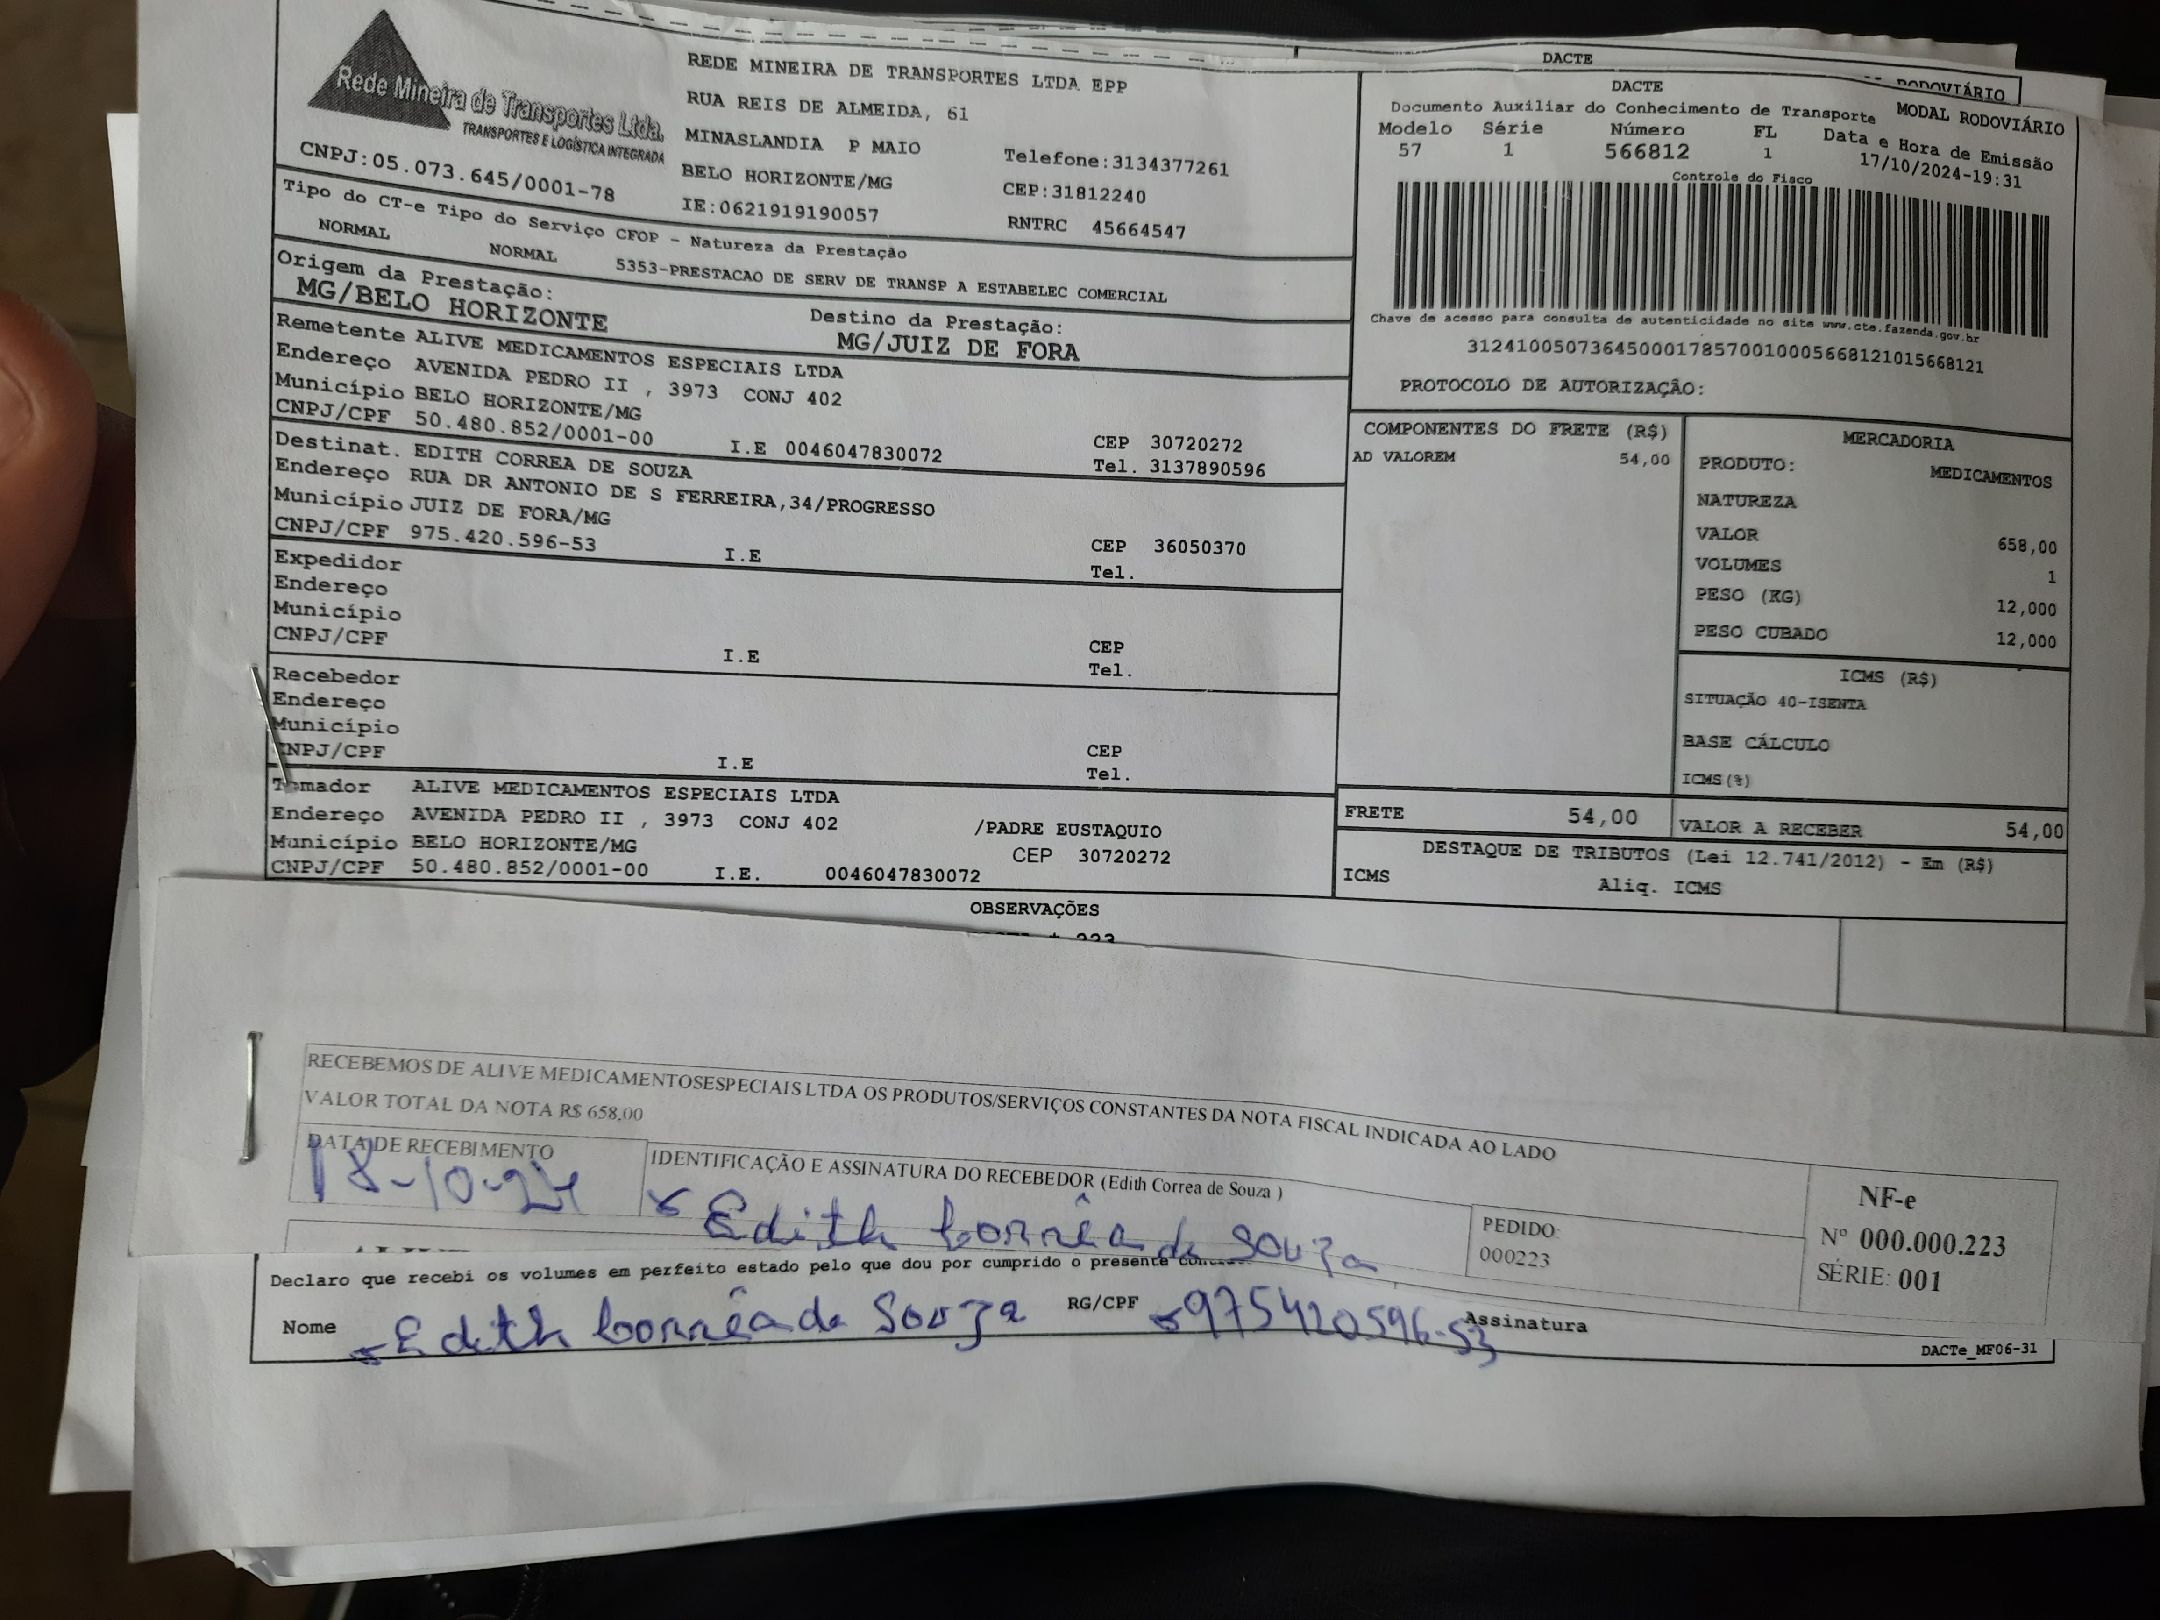 DACTE
RODOVIÁRIO
Rede Mineira de Transportes Ltda.
TRANSPORTES E LOGÍSTICA INTEGRADA
CNPJ:05.073.645/0001-78
REDE MINEIRA DE TRANSPORTES LTDA EPP
RUA REIS DE ALMEIDA, 61
MINASLANDIA P MAIO Telefone:3134377261
BELO HORIZONTE/MG CEP:31812240
IE:0621919190057 RNTRC 45664547
DACTE
Documento Auxiliar do Conhecimento de Transporte MODAL RODOVIÁRIO
Modelo Série Número FL Data e Hora de Emissão
57 1 566812 1 17/10/2024-19:31
Controle do Fisco
Chave de acesso para consulta de autenticidade no site www.cte.fazenda.gov.br
31241005073645000178570010005668121015668121
PROTOCOLO DE AUTORIZAÇÃO:
Tipo do CT-e Tipo do Serviço CFOP - Natureza da Prestação
NORMAL NORMAL 5353-PRESTACAO DE SERV DE TRANSP A ESTABELEC COMERCIAL
Origem da Prestação: Destino da Prestação:
MG/BELO HORIZONTE MG/JUIZ DE FORA
Remetente ALIVE MEDICAMENTOS ESPECIAIS LTDA
Endereço AVENIDA PEDRO II , 3973 CONJ 402
Município BELO HORIZONTE/MG CEP 30720272
CNPJ/CPF 50.480.852/0001-00 I.E 0046047830072 Tel. 3137890596
Destinat. EDITH CORREA DE SOUZA
Endereço RUA DR ANTONIO DE S FERREIRA,34/PROGRESSO
Município JUIZ DE FORA/MG CEP 36050370
CNPJ/CPF 975.420.596-53 I.E Tel.
Expedidor
Endereço
Município CEP
CNPJ/CPF I.E Tel.
Recebedor
Endereço
Município CEP
CNPJ/CPF I.E Tel.
Tomador ALIVE MEDICAMENTOS ESPECIAIS LTDA
Endereço AVENIDA PEDRO II , 3973 CONJ 402 /PADRE EUSTAQUIO
Município BELO HORIZONTE/MG CEP 30720272
CNPJ/CPF 50.480.852/0001-00 I.E. 0046047830072
COMPONENTES DO FRETE (R$)
AD VALOREM 54,00
MERCADORIA
PRODUTO: MEDICAMENTOS
NATUREZA
VALOR 658,00
VOLUMES 1
PESO (KG) 12,000
PESO CUBADO 12,000
ICMS (R$)
SITUAÇÃO 40-ISENTA
BASE CÁLCULO
ICMS(%)
FRETE 54,00 VALOR A RECEBER 54,00
DESTAQUE DE TRIBUTOS (Lei 12.741/2012) - Em (R$)
ICMS Aliq. ICMS
OBSERVAÇÕES
223
RECEBEMOS DE ALIVE MEDICAMENTOSESPECIAIS LTDA OS PRODUTOS/SERVIÇOS CONSTANTES DA NOTA FISCAL INDICADA AO LADO
VALOR TOTAL DA NOTA R$ 658,00
DATA DE RECEBIMENTO IDENTIFICAÇÃO E ASSINATURA DO RECEBEDOR (Edith Correa de Souza )
18-10-24 Edith Corrêa de Souza
PEDIDO:
000223
NF-e
Nº 000.000.223
SÉRIE: 001
Declaro que recebi os volumes em perfeito estado pelo que dou por cumprido o presente
Nome Edith Corrêa de Souza RG/CPF 975420596-53 Assinatura
DACTe_MF06-31